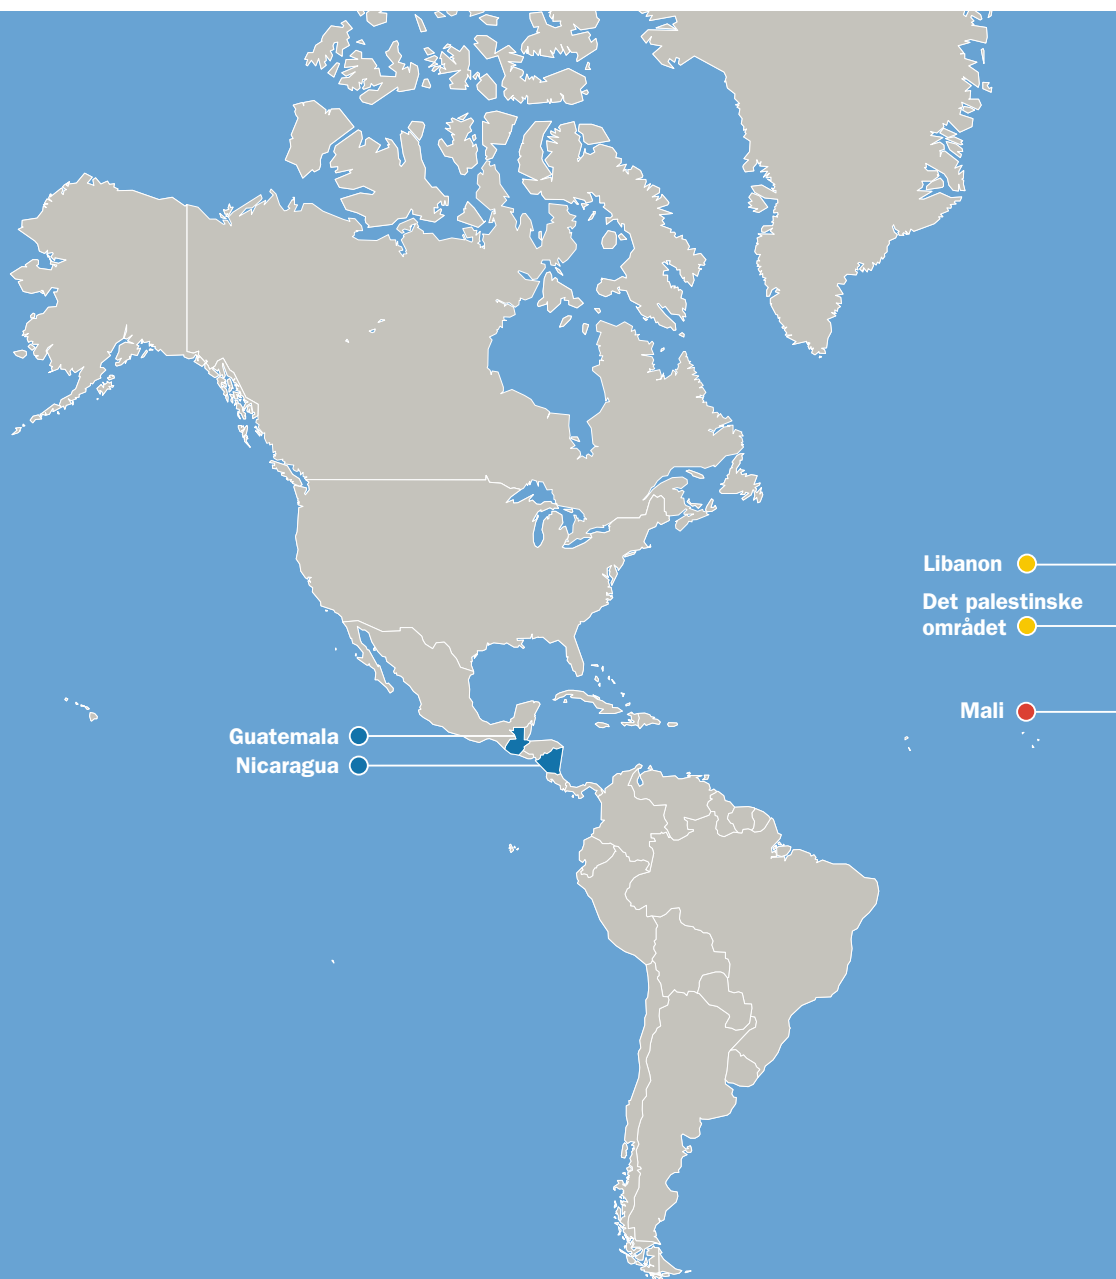 Libanon
Det palestinske
området
Mali
Guatemala
Nicaragua